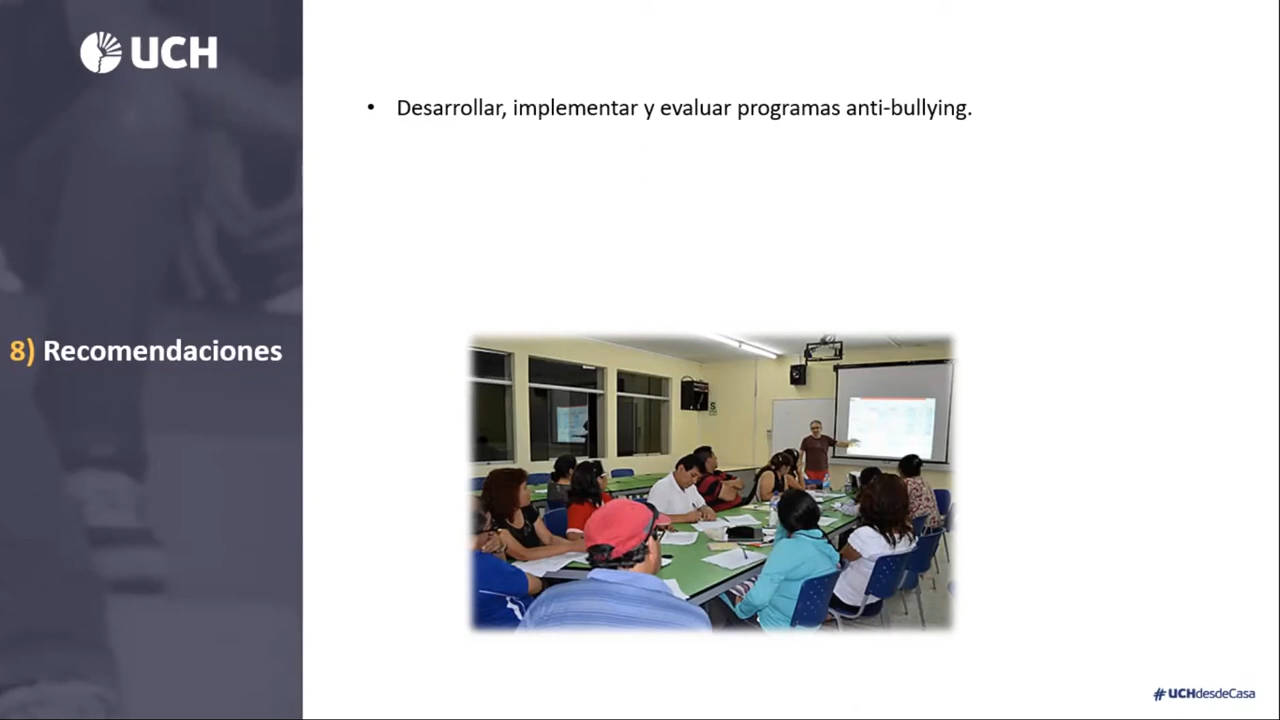 UCH
• Desarrollar, implementar y evaluar programas anti-bullying.
8) Recomendaciones
S
#UCHdesdeCasa